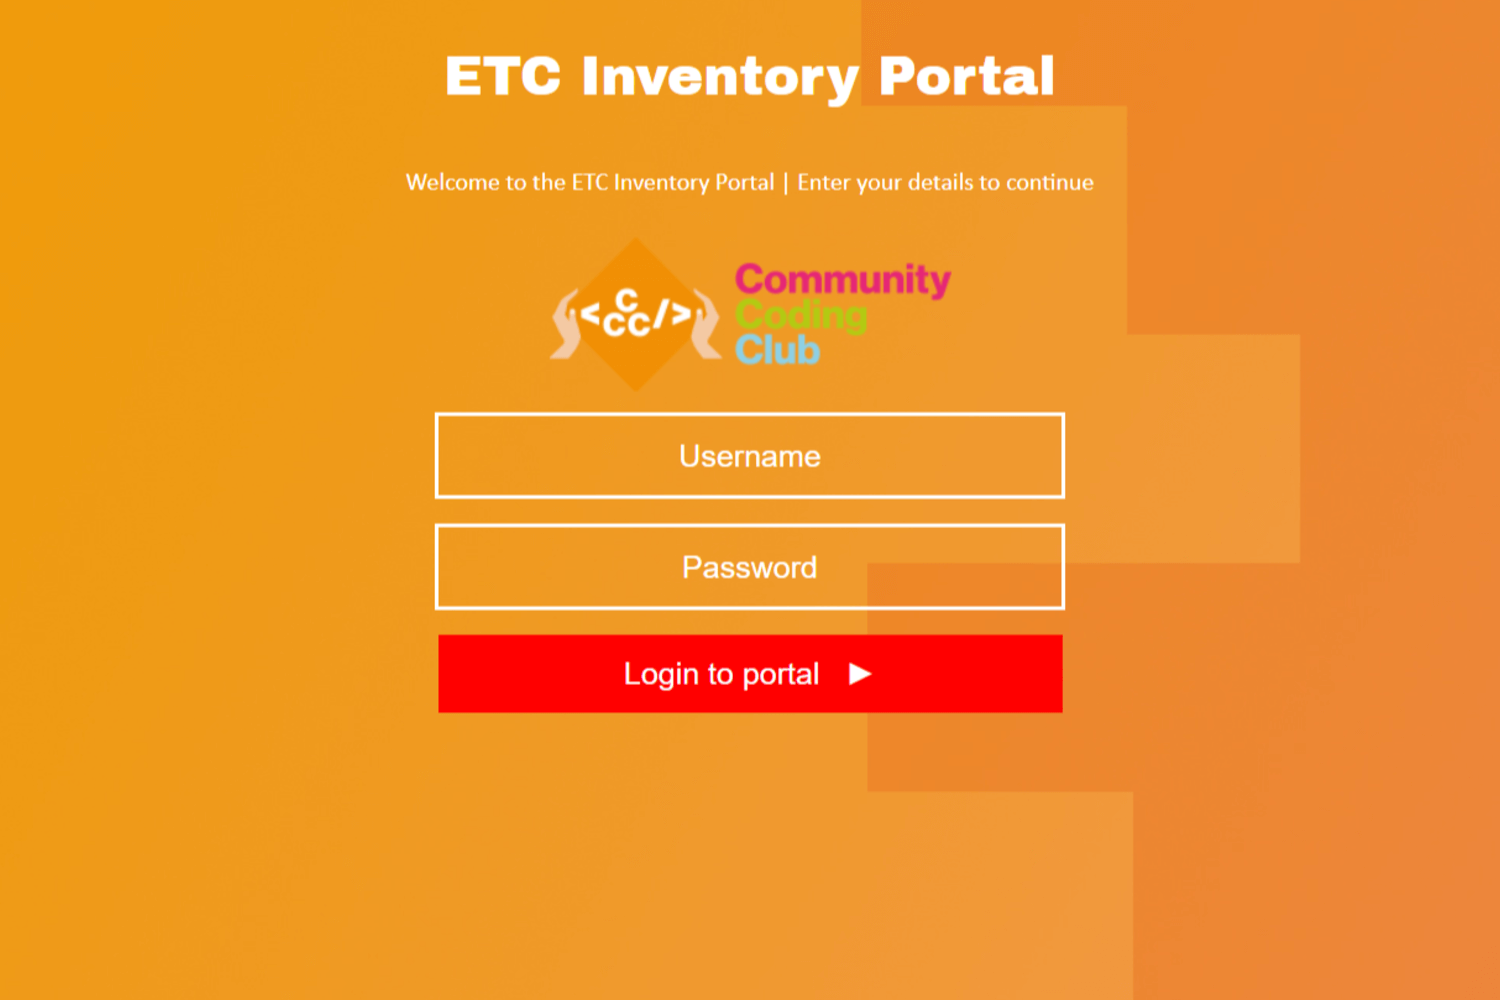 ETC Inventory Portal
Welcome to the ETC Inventory Portal | Enter your details to continue
<C
CC/>
Community
Coding
Club
Username
Password
Login to portal ►